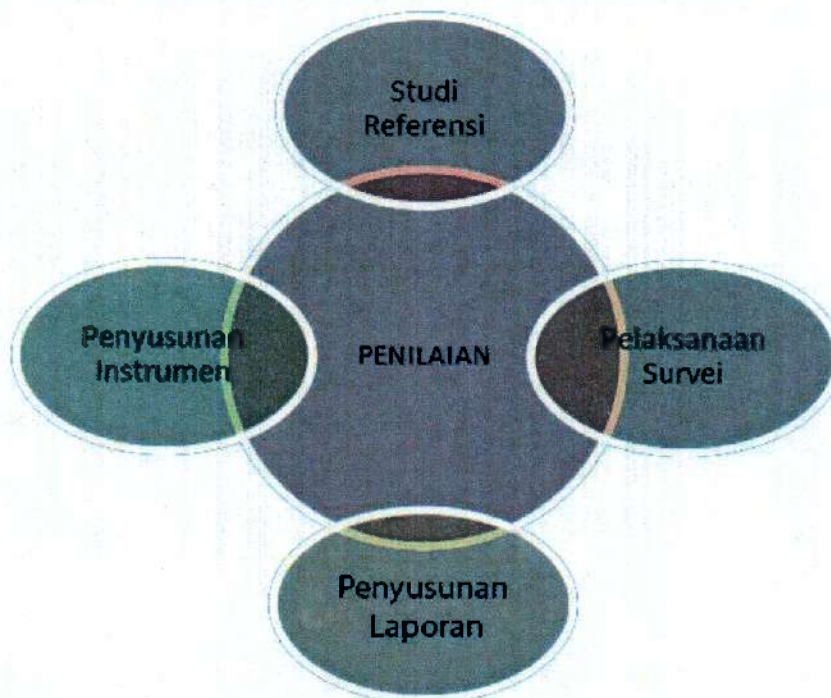 Studi
Referensi
Penyusunan
Instrumen
PENILAIAN
Pelaksanaan
Survei
Penyusunan
Laporan